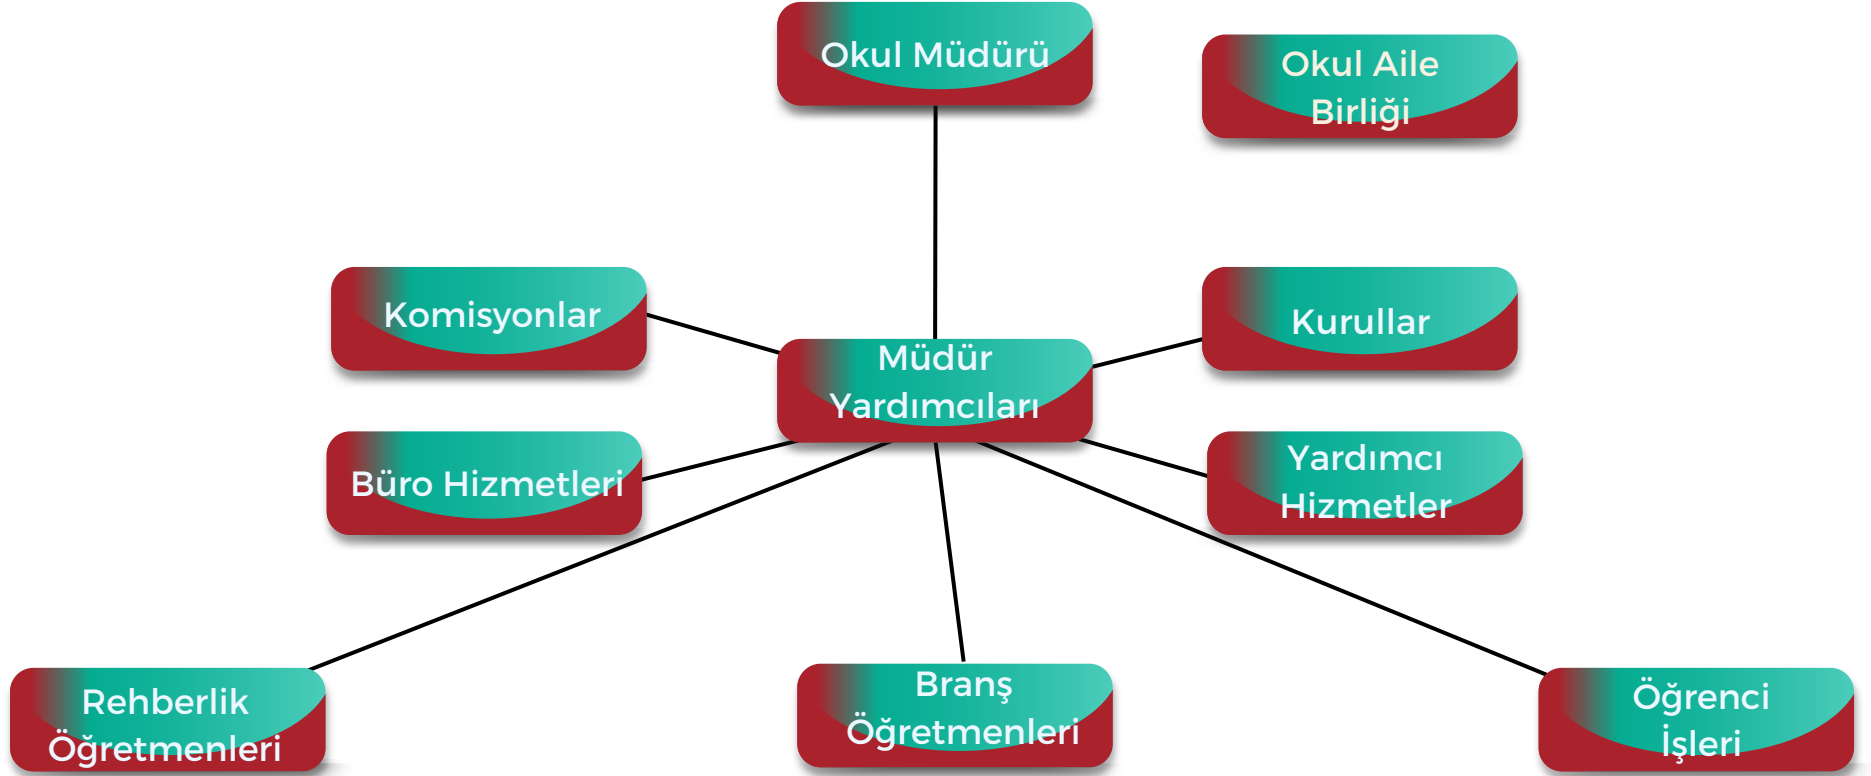 Okul Müdürü
Okul Aile
Birliği
Komisyonlar
Kurullar
Müdür
Yardımcıları
Büro Hizmetleri
Yardımcı
Hizmetler
Rehberlik
Öğretmenleri
Branş
Öğretmenleri
Öğrenci
İşleri